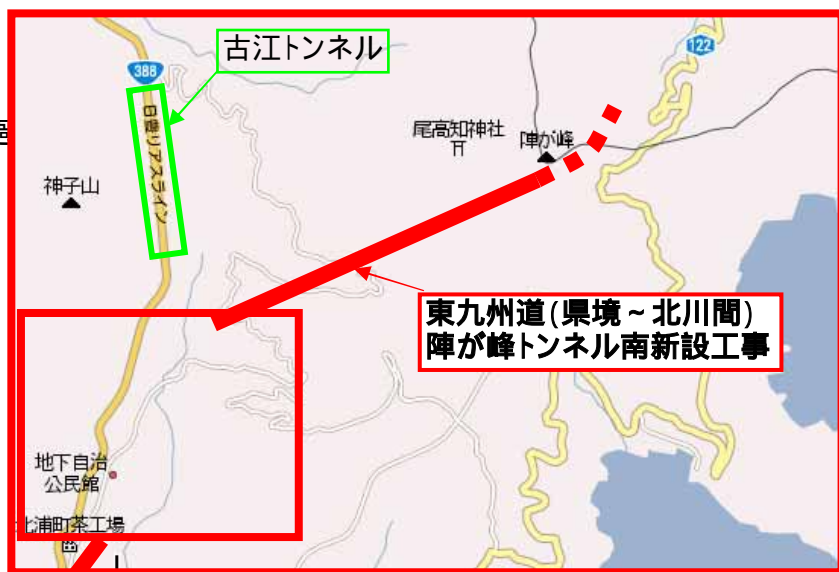 古江トンネル
388
122
日豊リアスライン
尾高知神社
陣が峰
神子山
東九州道(県境～北川間)
陣が峰トンネル南新設工事
地下自治
公民館
北浦町茶工場